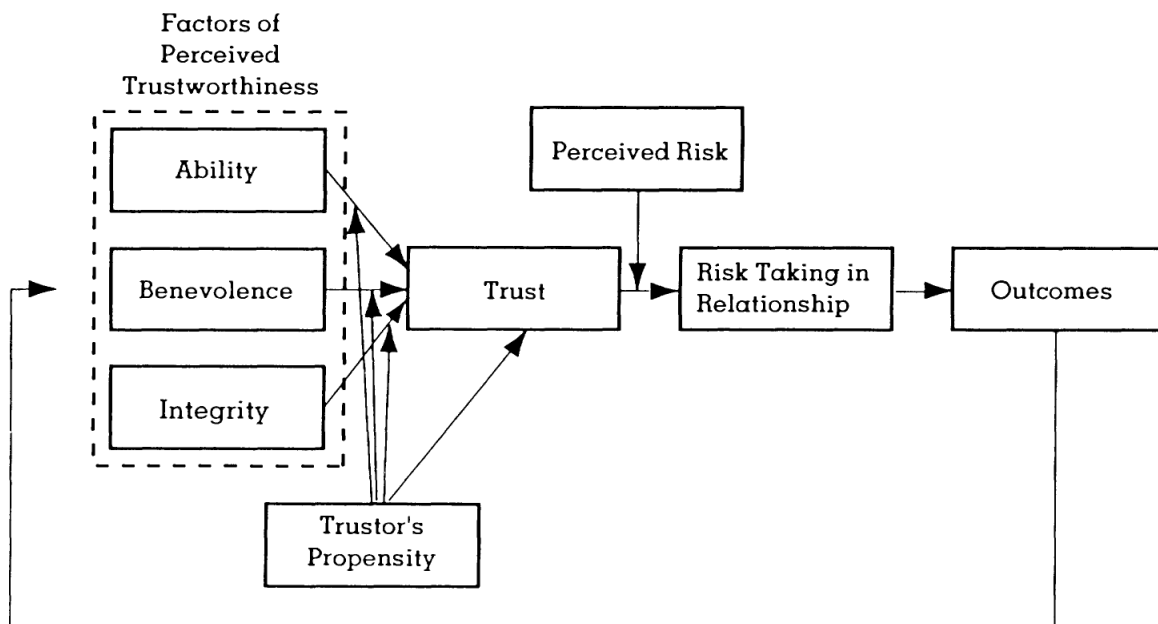 Factors of
Perceived
Trustworthiness
Ability
Benevolence
Integrity
Trustor's
Propensity
Trust
Perceived Risk
Risk Taking in
Relationship
Outcomes